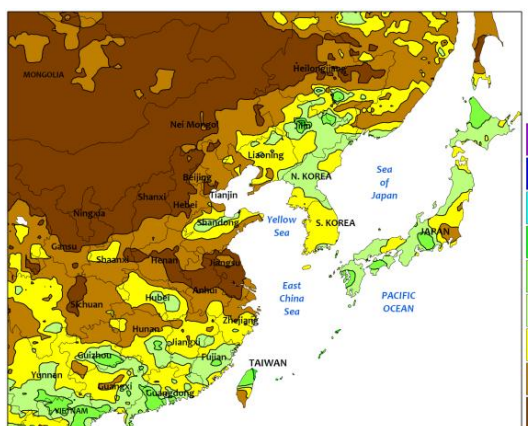 MONGOLIA
Heilongjiang
Nei Mongol
Jilin
Liaoning
Beijing
N. KOREA
Sea
of
Japan
Tianjin
Shanxi
Hebei
Ningxia
Shandong
Yellow
Sea
S. KOREA
JAPAN
Gansu
Shaanxi
Henan
Jiangsu
East
China
Sea
PACIFIC
OCEAN
Anhui
Hubei
Sichuan
Zhejiang
Hunan
Jiangxi
Guizhou
Fujian
TAIWAN
Yunnan
Guangxi
Guangdong
VIETNAM